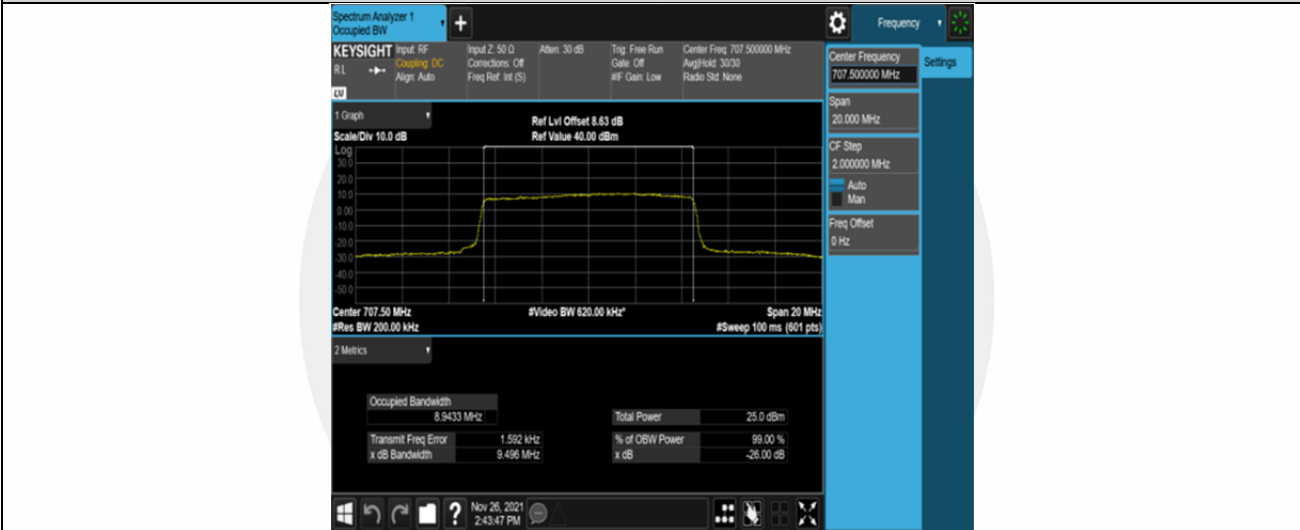 Spectrum Analyzer 1
Occupied BW
+
Frequency
KEYSIGHT
RL
Input: RF
Coupling: DC
Align: Auto
Input Z: 50 Ω
Corrections: Off
Freq Ref: Int (S)
Atten: 30 dB
Trig: Free Run
Gate: Off
#IF Gain: Low
Center Freq: 707.500000 MHz
Avg|Hold: 30/30
Radio Std: None
Center Frequency
707.500000 MHz
Settings
Span
20.000 MHz
CF Step
2.000000 MHz
Auto
Man
Freq Offset
0 Hz
1 Graph
Scale/Div 10.0 dB
Ref Lvl Offset 8.63 dB
Ref Value 40.00 dBm
Log
30.0
20.0
10.0
0.00
-10.0
-20.0
-30.0
-40.0
-50.0
Center 707.50 MHz
#Video BW 620.00 kHz*
Span 20 MHz
#Res BW 200.00 kHz
#Sweep 100 ms (601 pts)
2 Metrics
Occupied Bandwidth
8.9433 MHz
Total Power 25.0 dBm
Transmit Freq Error 1.592 kHz
% of OBW Power 99.00 %
x dB Bandwidth 9.496 MHz
x dB -26.00 dB
?
Nov 26, 2021
2:43:47 PM